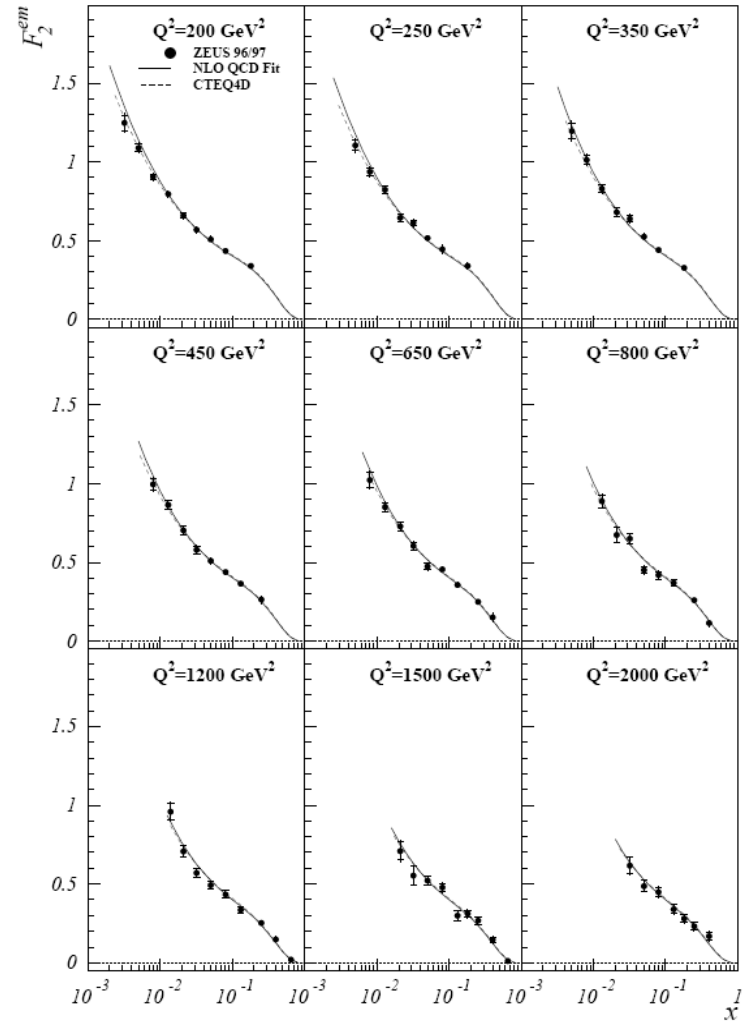 F₂ᵉᵐ
Q²=200 GeV²
Q²=250 GeV²
Q²=350 GeV²
ZEUS 96/97
NLO QCD Fit
CTEQ4D
1.5
1
0.5
0
Q²=450 GeV²
Q²=650 GeV²
Q²=800 GeV²
1.5
1
0.5
0
Q²=1200 GeV²
Q²=1500 GeV²
Q²=2000 GeV²
1.5
1
0.5
0
10⁻³ 10⁻² 10⁻¹ 10⁻³ 10⁻² 10⁻¹ 10⁻³ 10⁻² 10⁻¹ 1
x